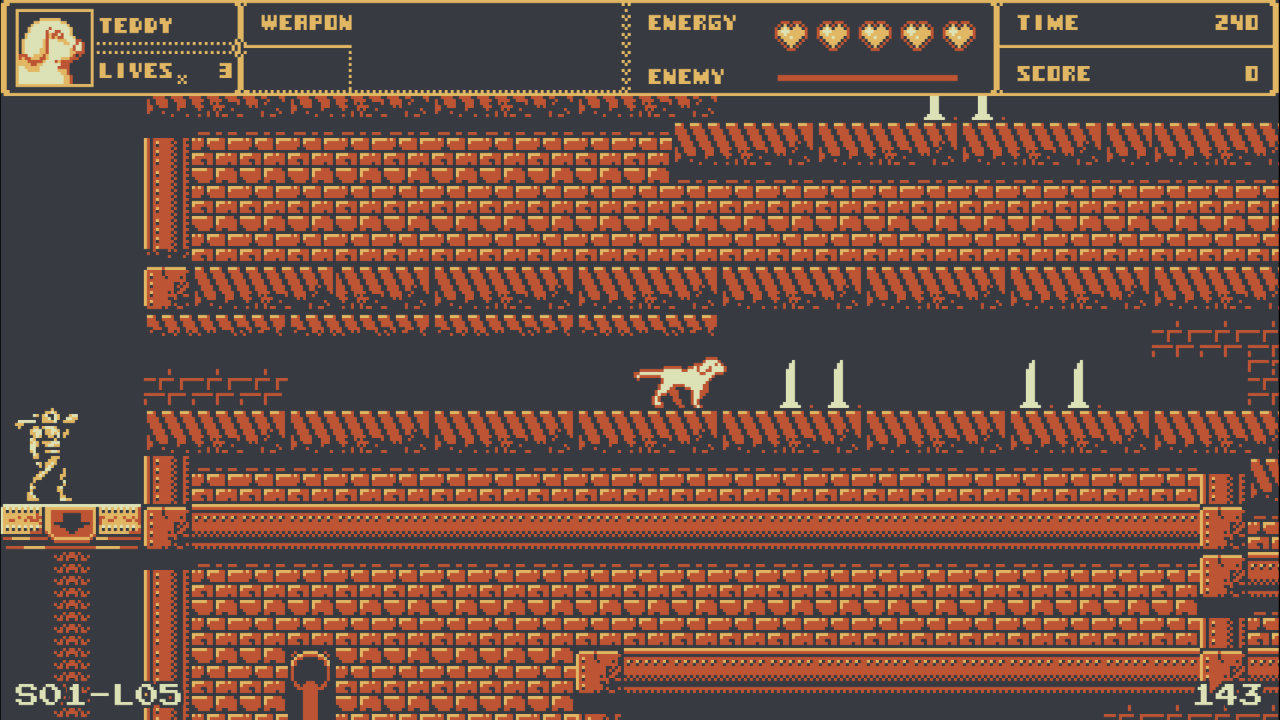 TEDDY
LIVES x 3
WEAPON
ENERGY
ENEMY
TIME 240
SCORE 0
S01-L05
143